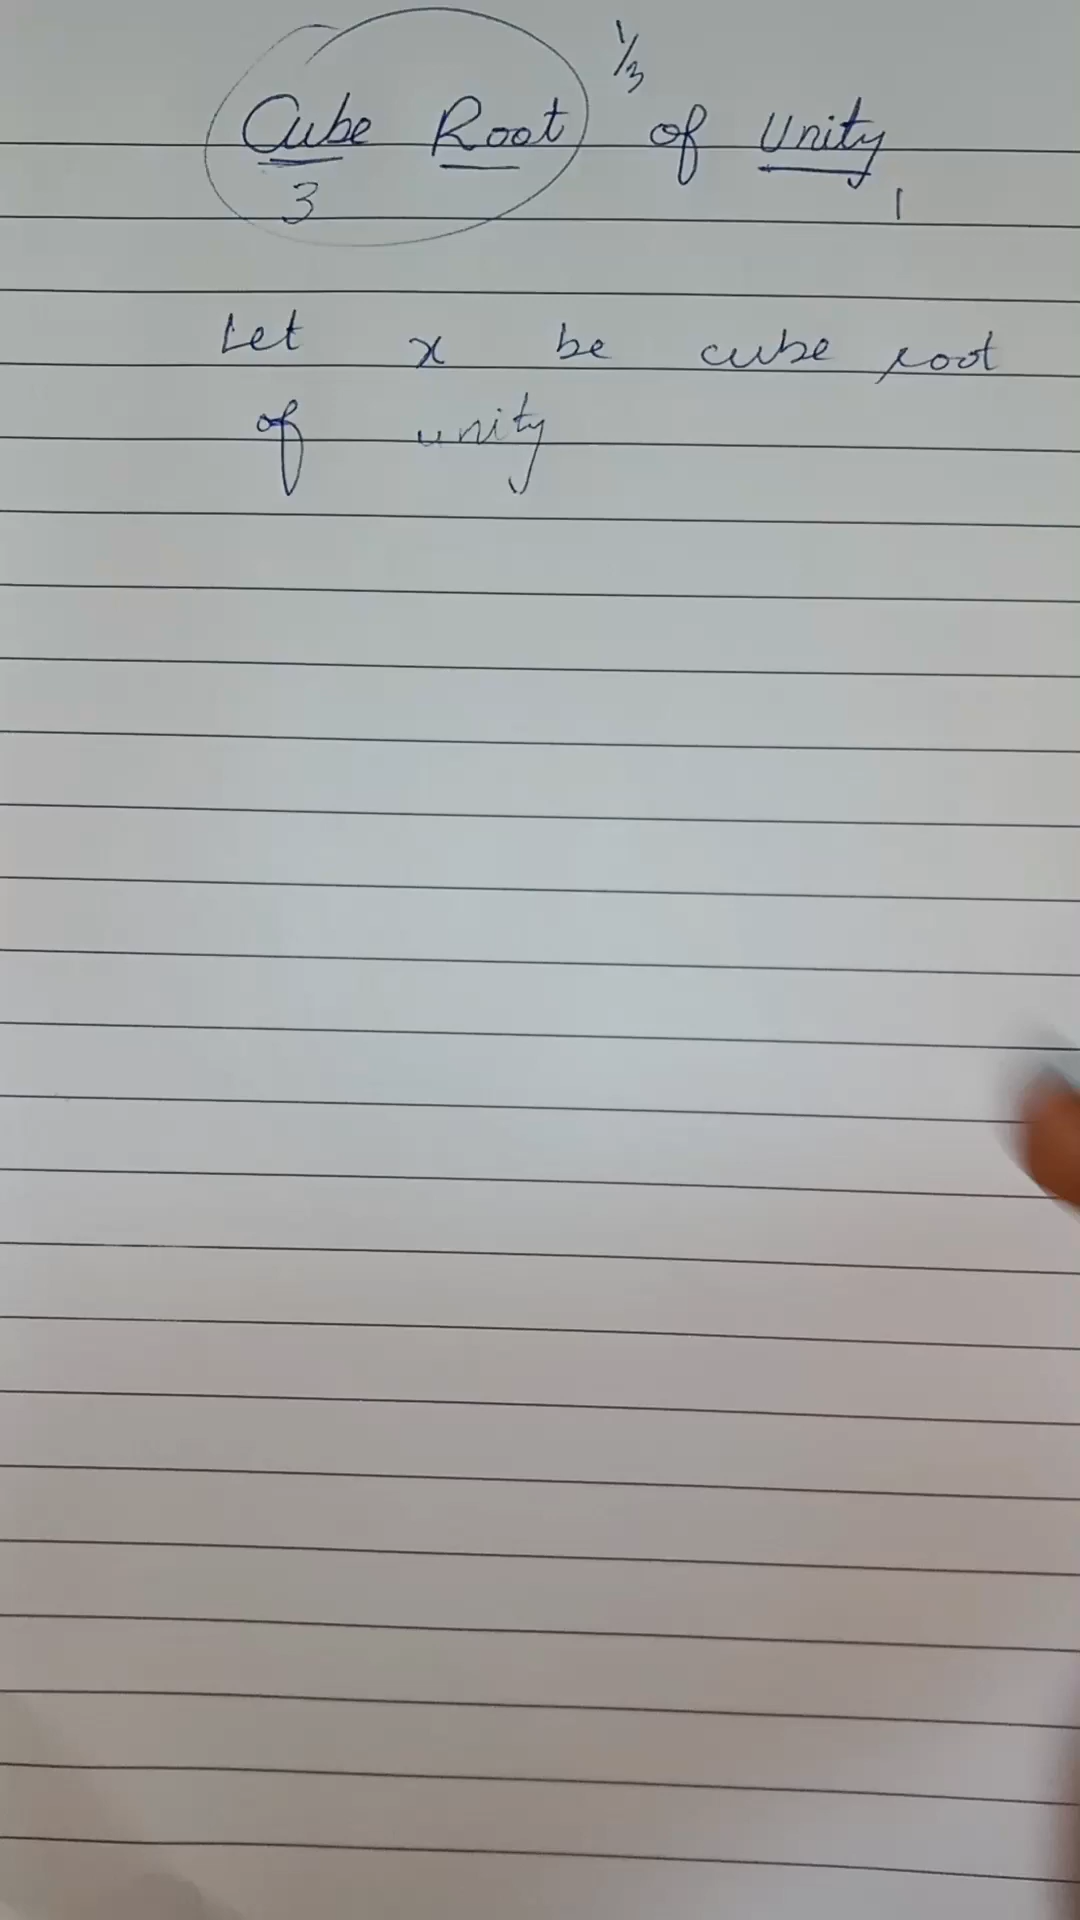 1/3
Cube Root of Unity
3 1
Let x be cube root
of unity